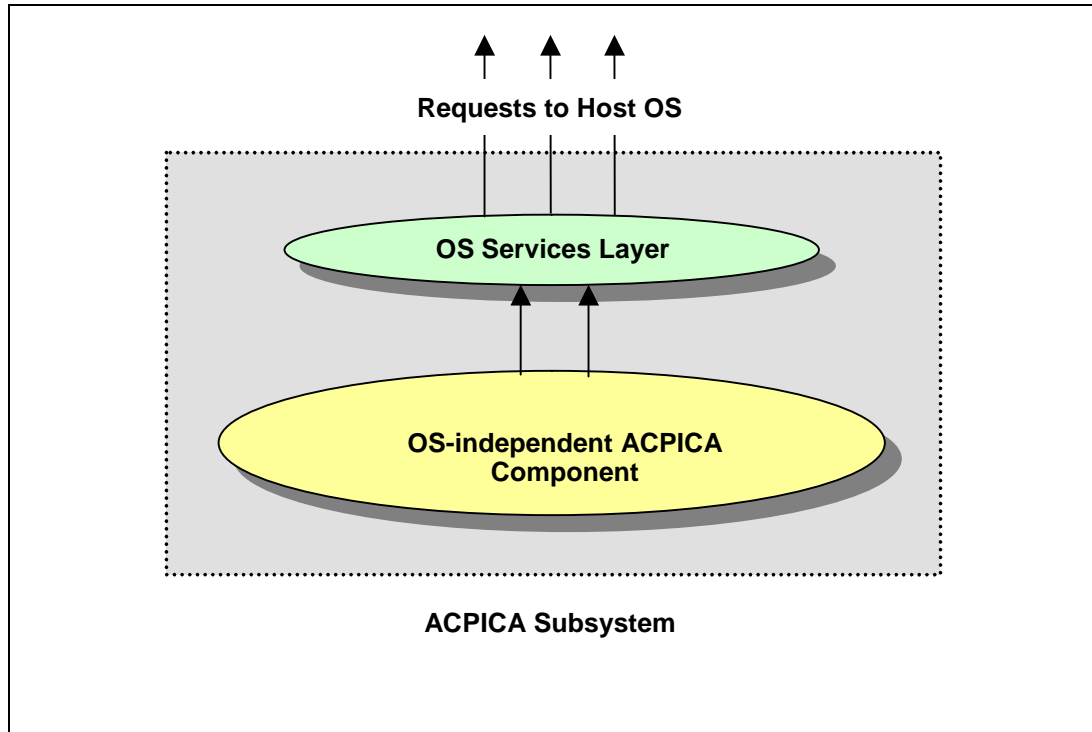 Requests to Host OS
OS Services Layer
OS-independent ACPICA
Component
ACPICA Subsystem